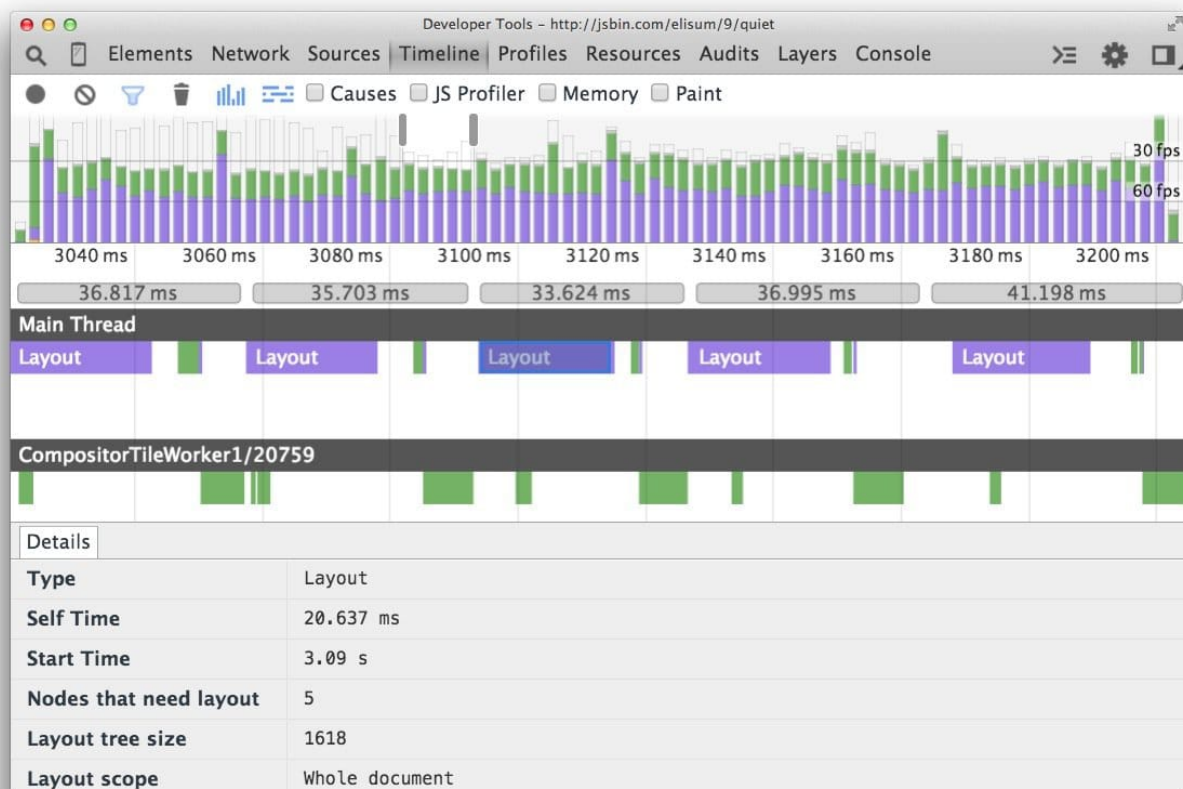 Developer Tools - http://jsbin.com/elisum/9/quiet
Elements Network Sources Timeline Profiles Resources Audits Layers Console
Causes JS Profiler Memory Paint
30 fps
60 fps
3040 ms 3060 ms 3080 ms 3100 ms 3120 ms 3140 ms 3160 ms 3180 ms 3200 ms
36.817 ms 35.703 ms 33.624 ms 36.995 ms 41.198 ms
Main Thread
Layout Layout Layout Layout Layout
CompositorTileWorker1/20759
Details
Type Layout
Self Time 20.637 ms
Start Time 3.09 s
Nodes that need layout 5
Layout tree size 1618
Layout scope Whole document